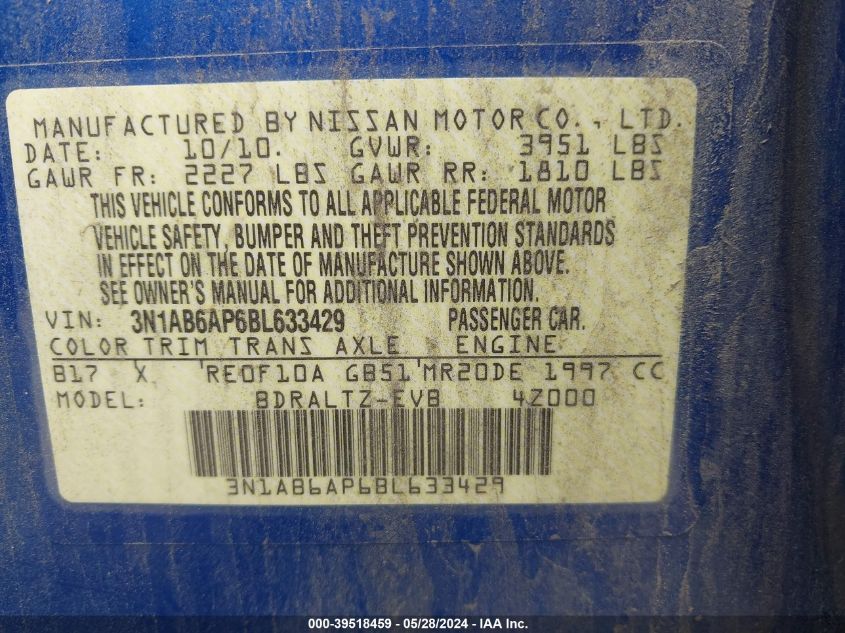 MANUFACTURED BY NISSAN MOTOR CO., LTD.
DATE: 10/10. GVWR: 3951 LBS
GAWR FR: 2227 LBS GAWR RR: 1810 LBS
THIS VEHICLE CONFORMS TO ALL APPLICABLE FEDERAL MOTOR
VEHICLE SAFETY, BUMPER AND THEFT PREVENTION STANDARDS
IN EFFECT ON THE DATE OF MANUFACTURE SHOWN ABOVE.
SEE OWNER'S MANUAL FOR ADDITIONAL INFORMATION.
VIN: 3N1AB6AP6BL633429 PASSENGER CAR.
COLOR TRIM TRANS AXLE ENGINE
B17 X RE0F10A GB51 MR20DE 1997 CC
MODEL: BDRALTZ-EVB 4Z000
3N1AB6AP6BL633429
000-39518459 - 05/28/2024 - IAA Inc.